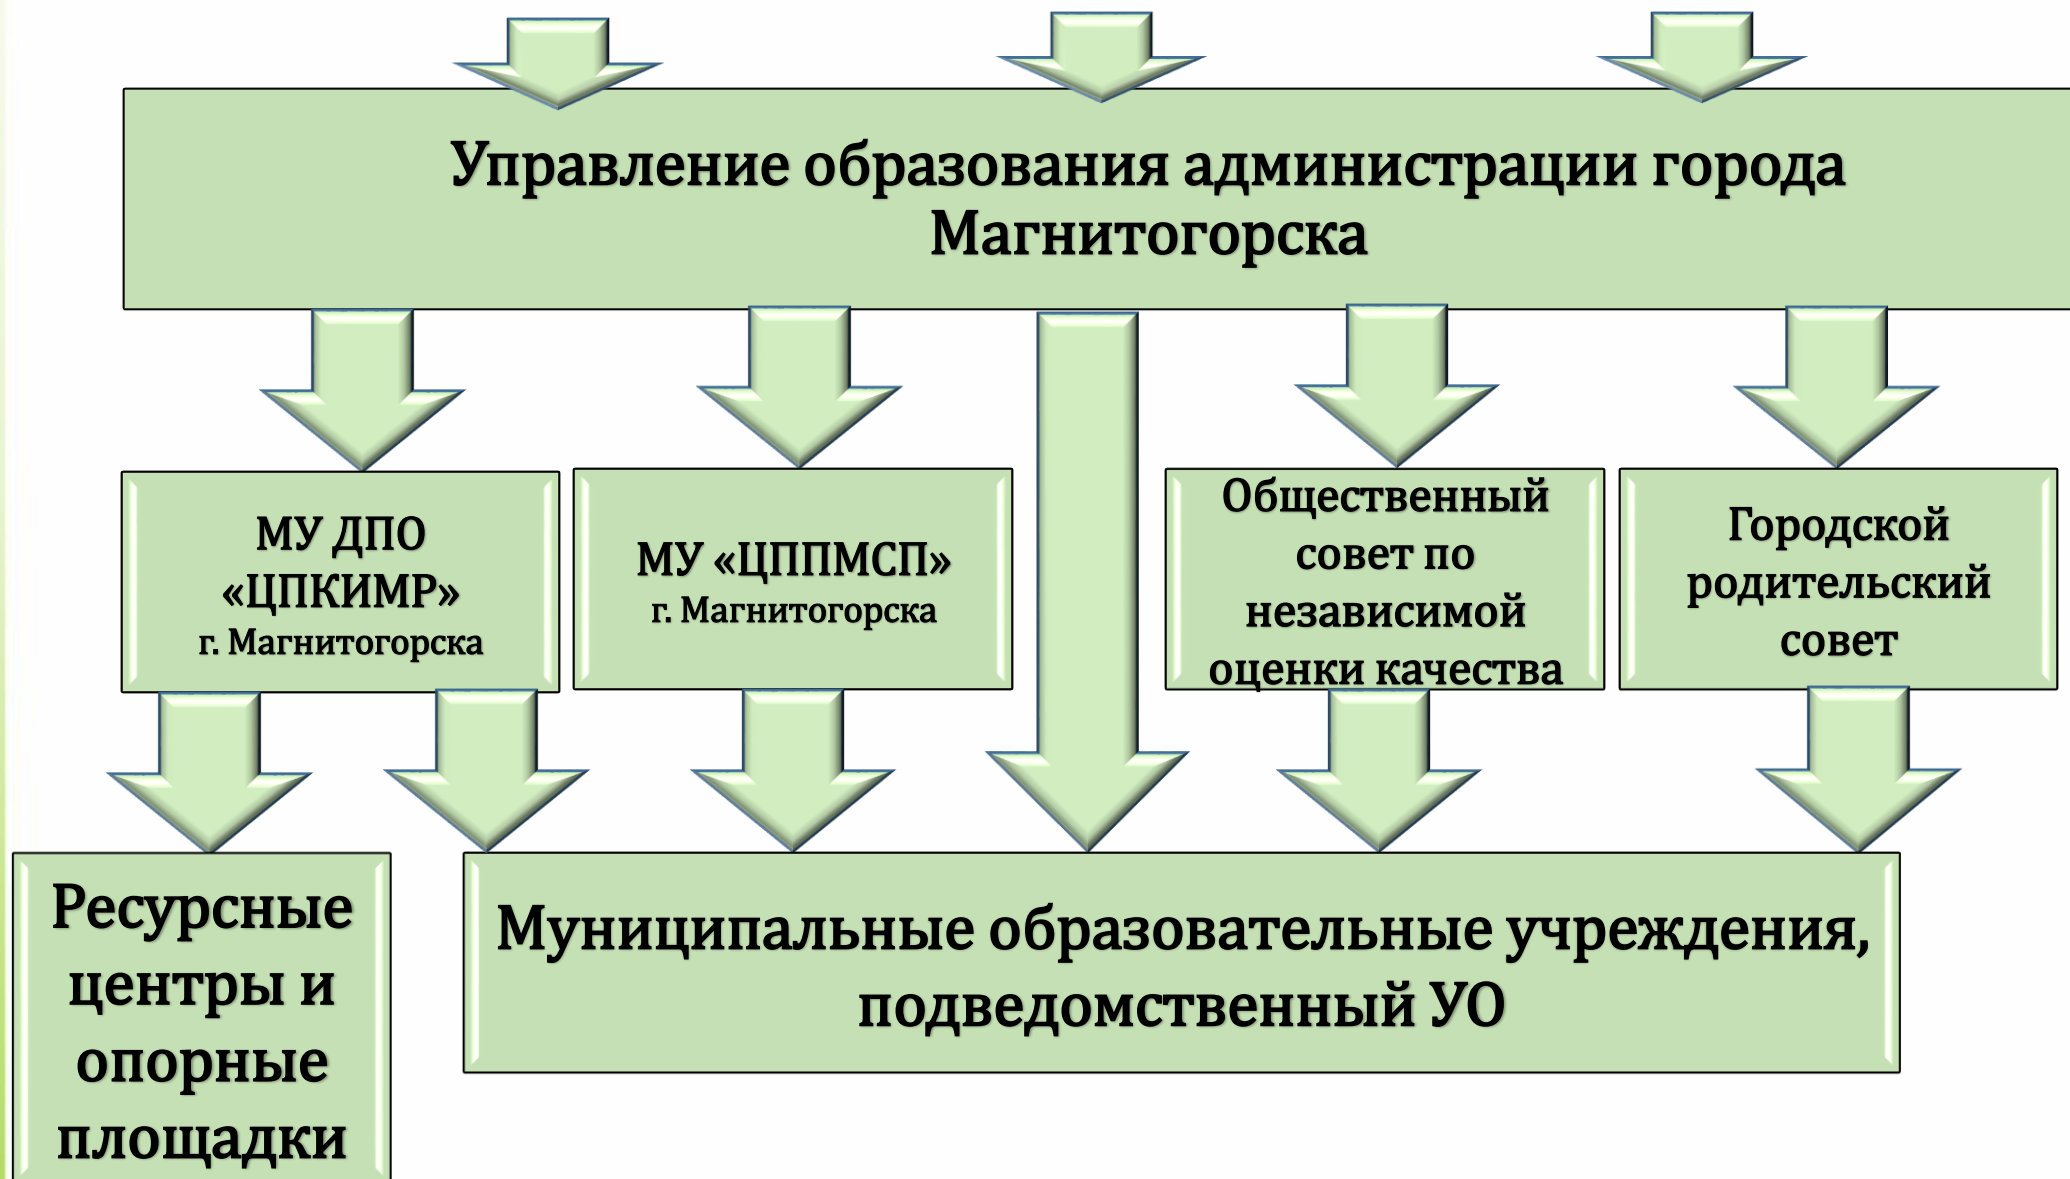 Управление образования администрации города
Магнитогорска
МУ ДПО
«ЦПКИМР»
г. Магнитогорска
МУ «ЦППМСП»
г. Магнитогорска
Общественный
совет по
независимой
оценки качества
Городской
родительский
совет
Ресурсные
центры и
опорные
площадки
Муниципальные образовательные учреждения,
подведомственный УО